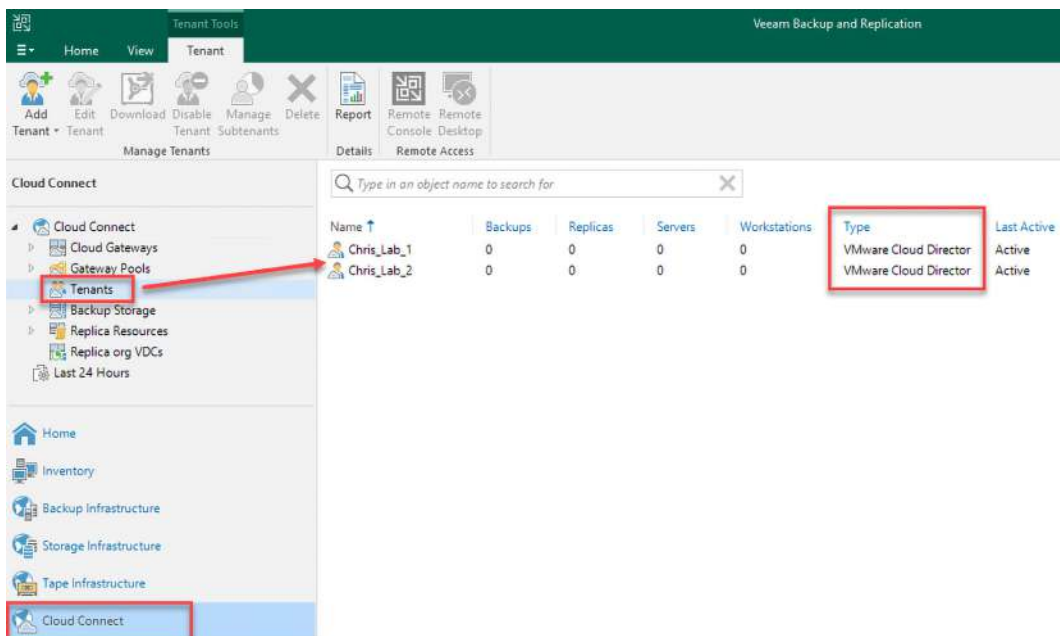 Tenant Tools
Veeam Backup and Replication
Home View Tenant
Add Tenant
Edit Tenant
Download
Disable Tenant
Manage Subtenants
Delete
Report
Remote Console
Remote Desktop
Manage Tenants
Details
Remote Access
Cloud Connect
Type in an object name to search for
Cloud Connect
Cloud Gateways
Gateway Pools
Tenants
Backup Storage
Replica Resources
Replica org VDCs
Last 24 Hours
Name Backups Replicas Servers Workstations Type Last Active
Chris_Lab_1 0 0 0 0 VMware Cloud Director Active
Chris_Lab_2 0 0 0 0 VMware Cloud Director Active
Home
Inventory
Backup Infrastructure
Storage Infrastructure
Tape Infrastructure
Cloud Connect